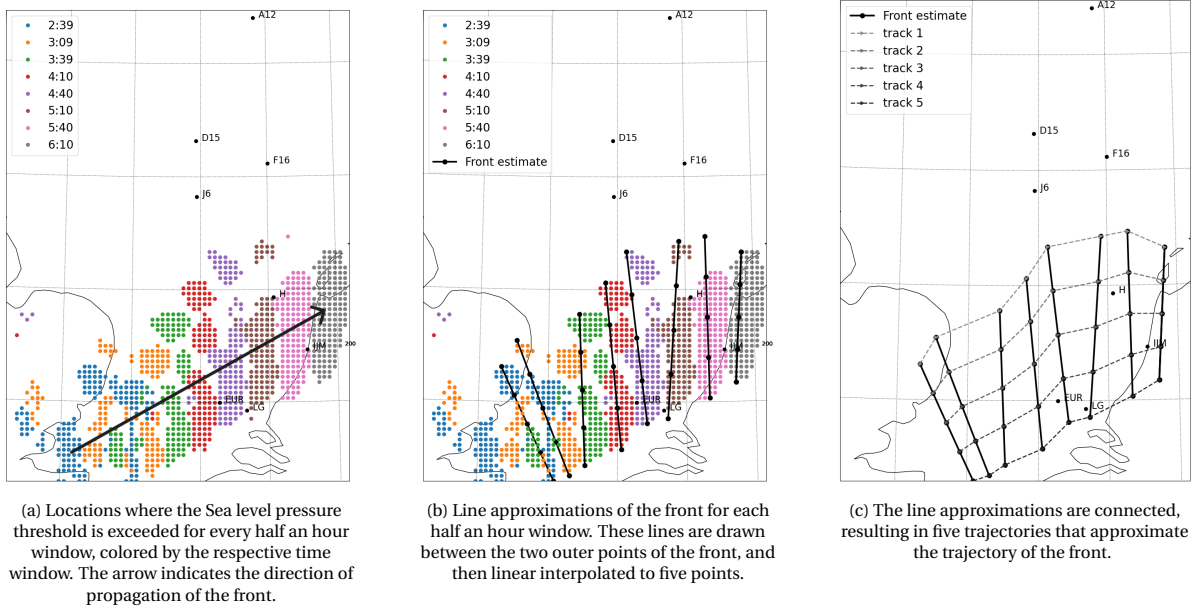 2:39
3:09
3:39
4:10
4:40
5:10
5:40
6:10
A12
D15
F16
J6
H
IJM
EUR
LG
200
2:39
3:09
3:39
4:10
4:40
5:10
5:40
6:10
Front estimate
A12
D15
F16
J6
H
IJM
EUR
LG
200
Front estimate
track 1
track 2
track 3
track 4
track 5
A12
D15
F16
J6
H
IJM
EUR
LG
(a) Locations where the Sea level pressure
threshold is exceeded for every half an hour
window, colored by the respective time
window. The arrow indicates the direction of
propagation of the front.
(b) Line approximations of the front for each
half an hour window. These lines are drawn
between the two outer points of the front, and
then linear interpolated to five points.
(c) The line approximations are connected,
resulting in five trajectories that approximate
the trajectory of the front.